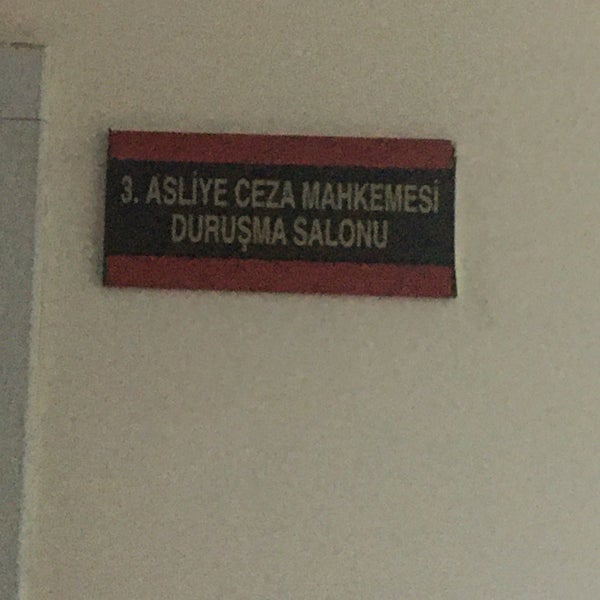 3. ASLİYE CEZA MAHKEMESİ
DURUŞMA SALONU